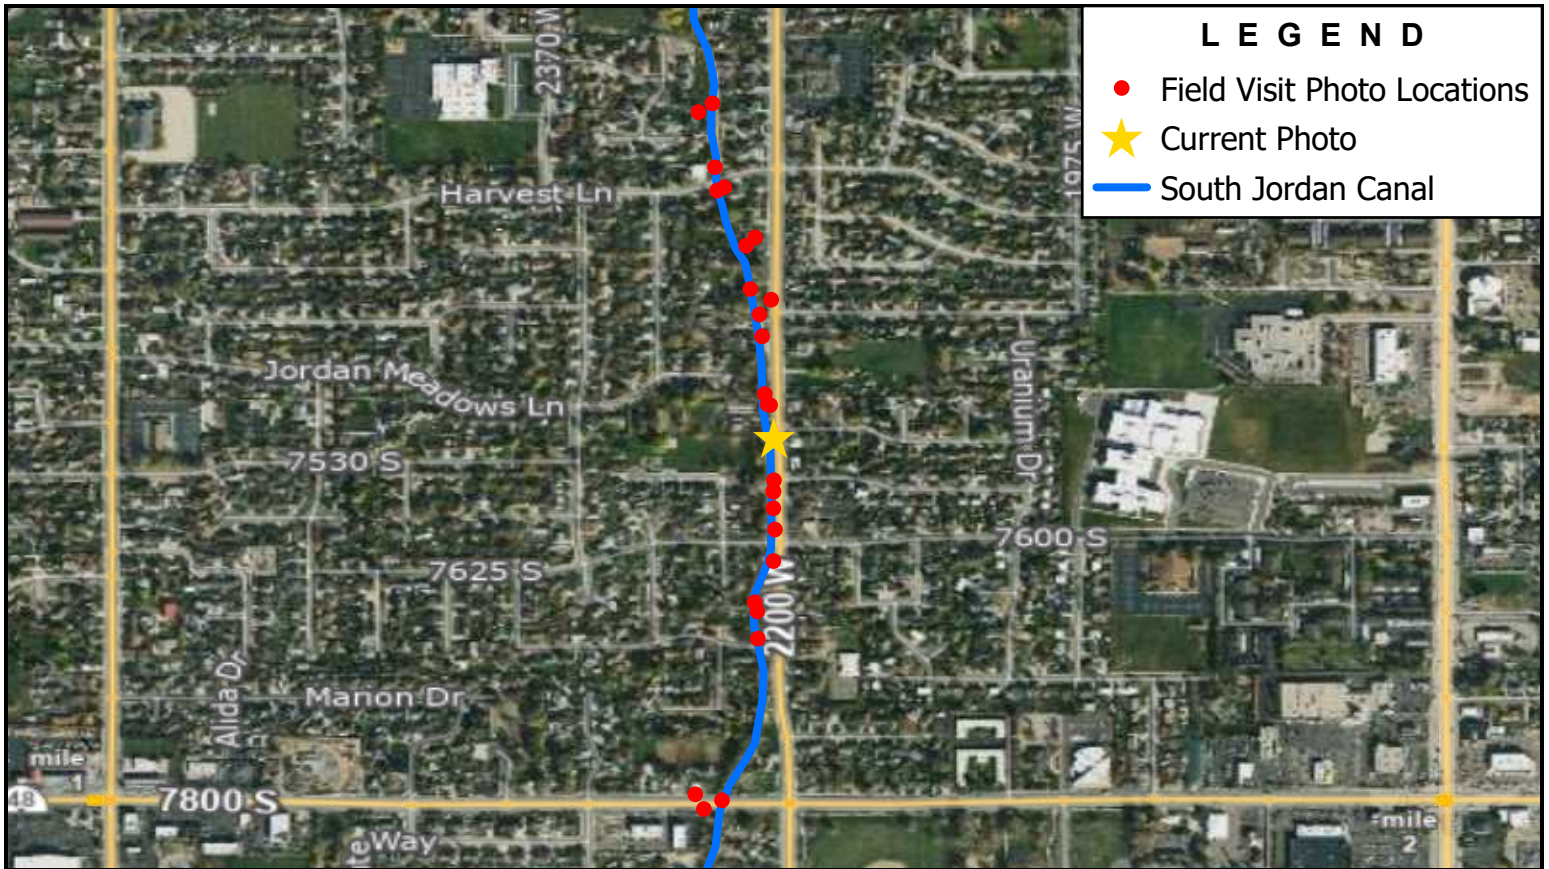 L E G E N D
Field Visit Photo Locations
Current Photo
South Jordan Canal
2370 W
1975 W
Harvest Ln
Jordan Meadows Ln
Uranium Dr
7530 S
7600 S
7625 S
2200 W
Alida Dr
Marion Dr
mile
1
48
7800 S
mile
2
Way